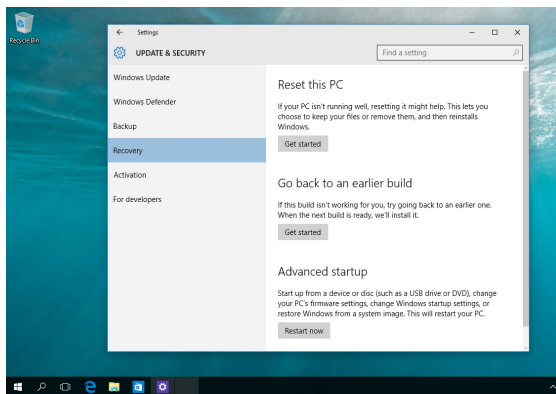 Recycle Bin
Settings
UPDATE & SECURITY
Find a setting
Windows Update
Windows Defender
Backup
Recovery
Activation
For developers
Reset this PC
If your PC isn't running well, resetting it might help. This lets you
choose to keep your files or remove them, and then reinstalls
Windows.
Get started
Go back to an earlier build
If this build isn't working for you, try going back to an earlier one.
When the next build is ready, we'll install it.
Get started
Advanced startup
Start up from a device or disc (such as a USB drive or DVD), change
your PC's firmware settings, change Windows startup settings, or
restore Windows from a system image. This will restart your PC.
Restart now